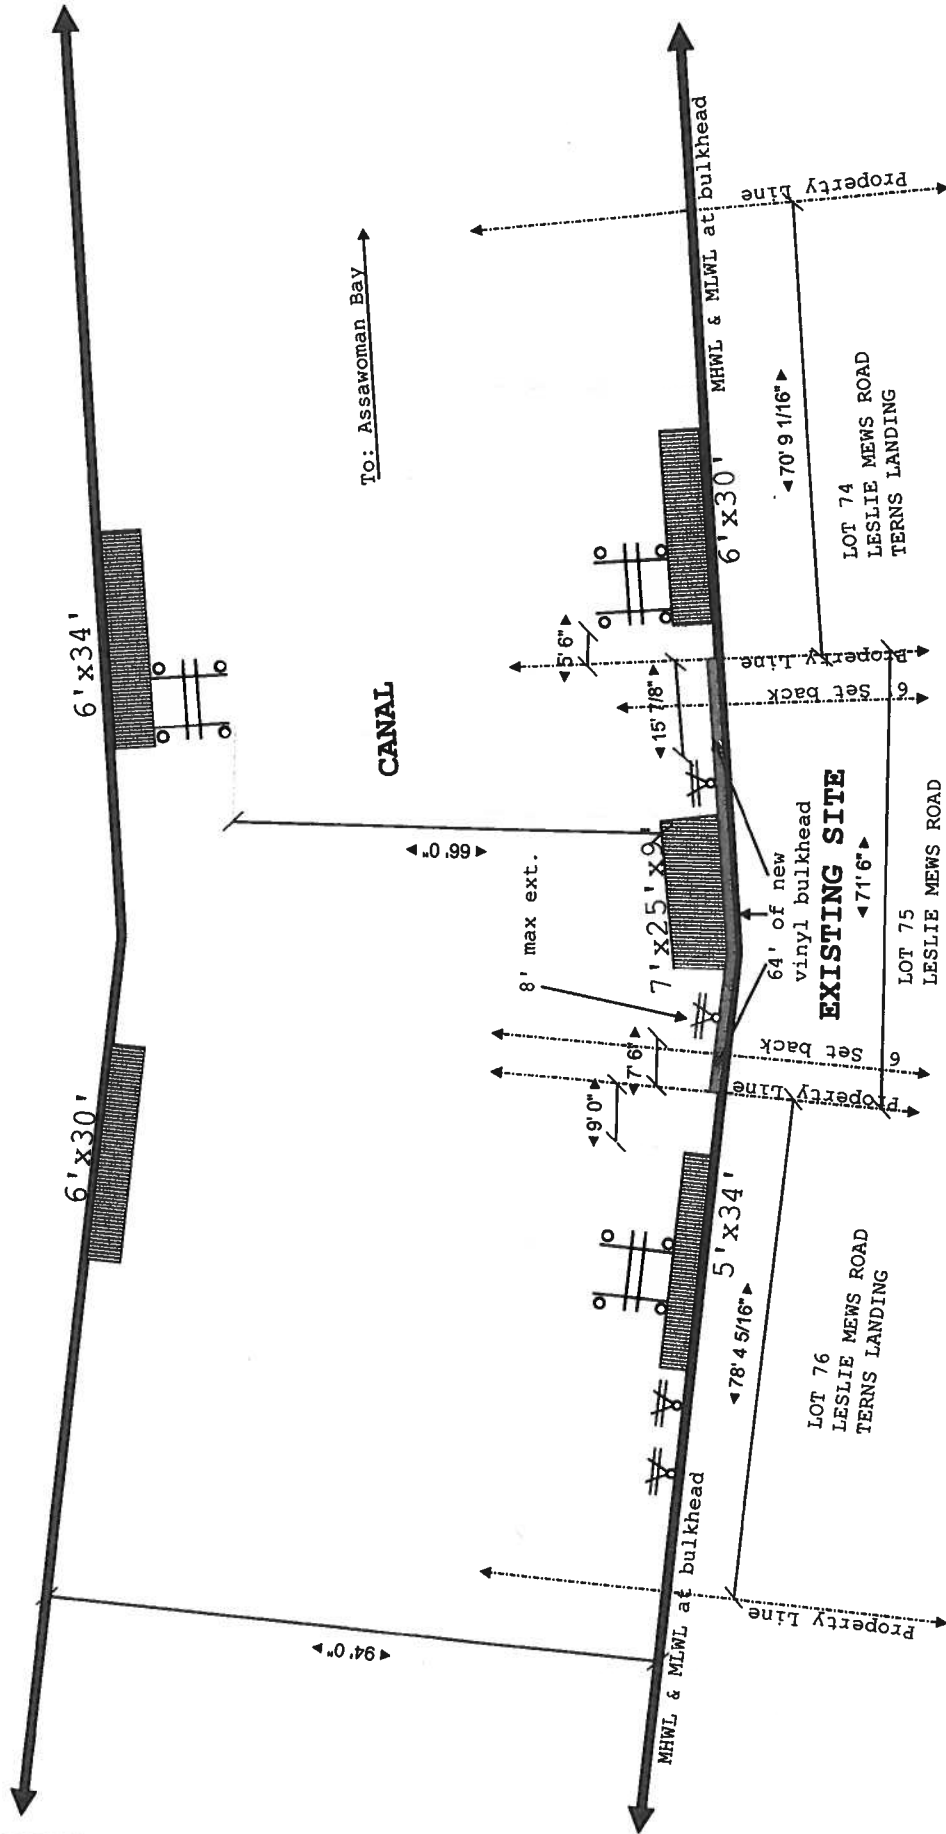 6'x30'
6'x34'
To: Assawoman Bay
CANAL
94'0"
66'0"
8' max ext.
9'0"
7'6"
15' 7/8"
5'6"
7'x25'x9'
5'x34'
6'x30'
MHWL & MLWL at bulkhead
MHWL & MLWL at bulkhead
64' of new
vinyl bulkhead
EXISTING SITE
71'6"
78' 4 5/16"
70' 9 1/16"
Property Line
Property Line
6' Set back
6' Set back
Property Line
Property Line
LOT 76
LESLIE MEWS ROAD
TERNS LANDING
LOT 75
LESLIE MEWS ROAD
LOT 74
LESLIE MEWS ROAD
TERNS LANDING